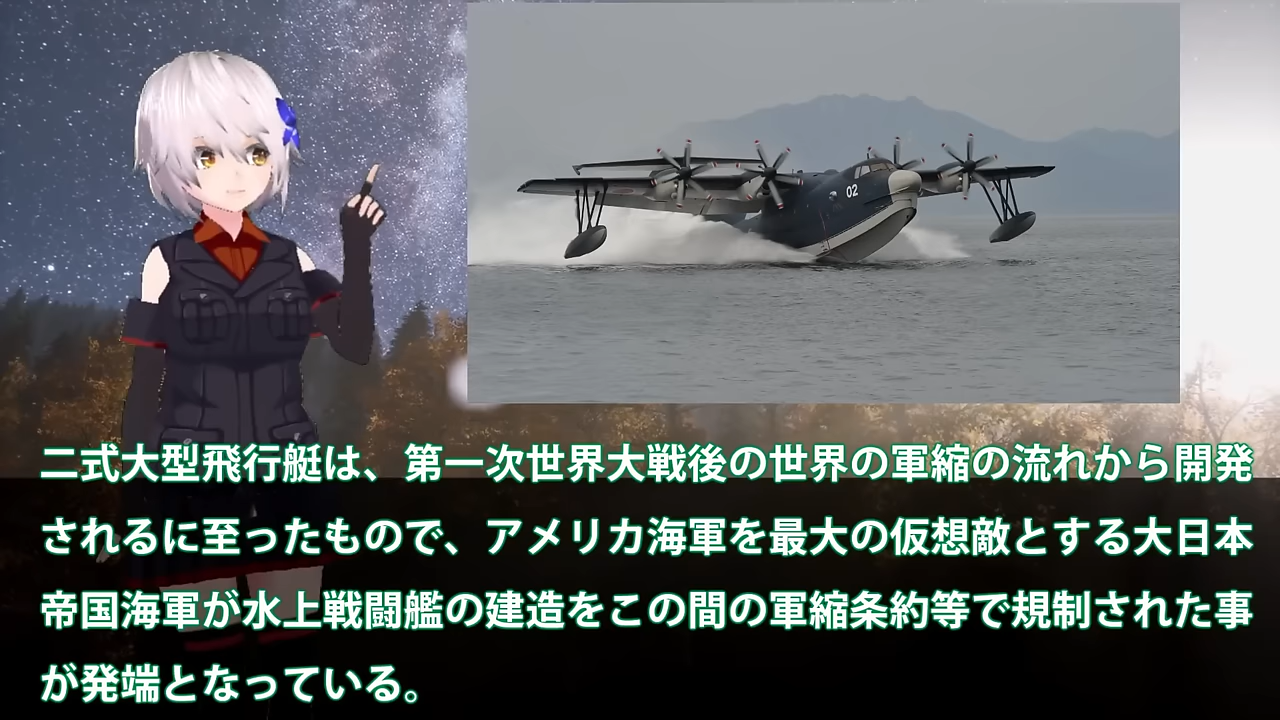 02
二式大型飛行艇は、第一次世界大戦後の世界の軍縮の流れから開発
されるに至ったもので、アメリカ海軍を最大の仮想敵とする大日本
帝国海軍が水上戦闘艦の建造をこの間の軍縮条約等で規制された事
が発端となっている。